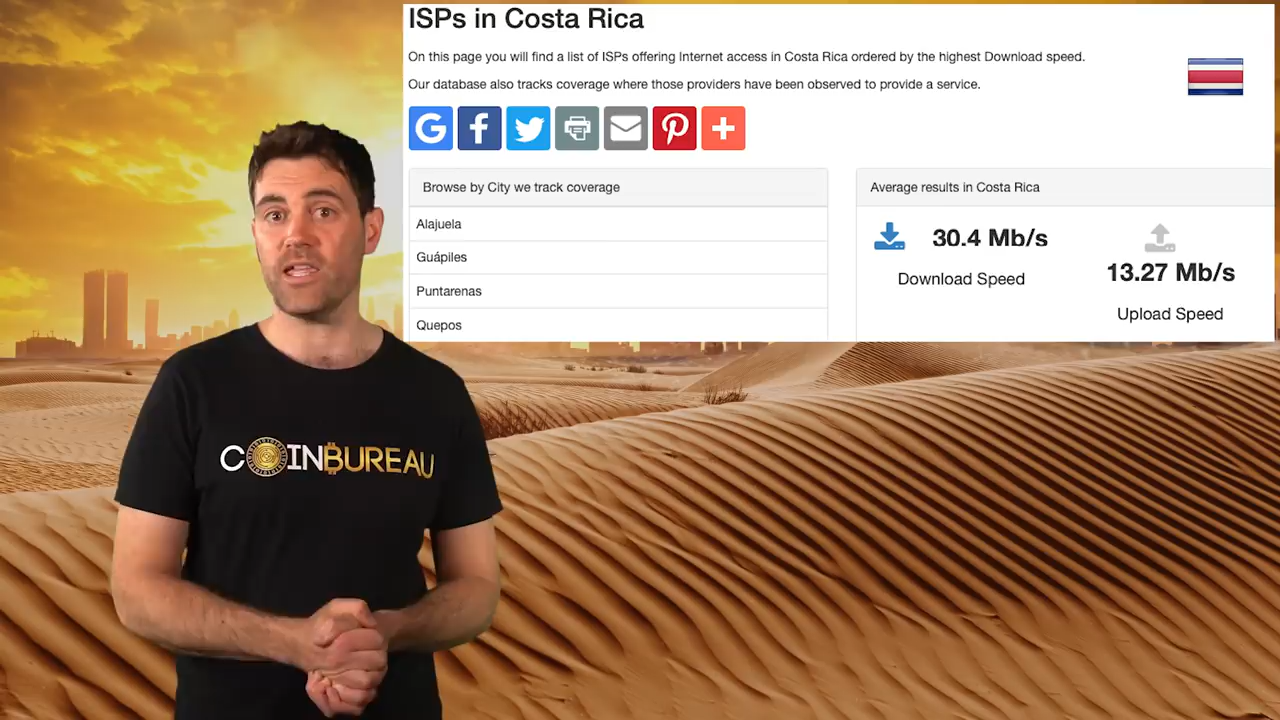 ISPs in Costa Rica
On this page you will find a list of ISPs offering Internet access in Costa Rica ordered by the highest Download speed.
Our database also tracks coverage where those providers have been observed to provide a service.
Browse by City we track coverage
Alajuela
Guápiles
Puntarenas
Quepos
Average results in Costa Rica
30.4 Mb/s
Download Speed
13.27 Mb/s
Upload Speed
COINBUREAU